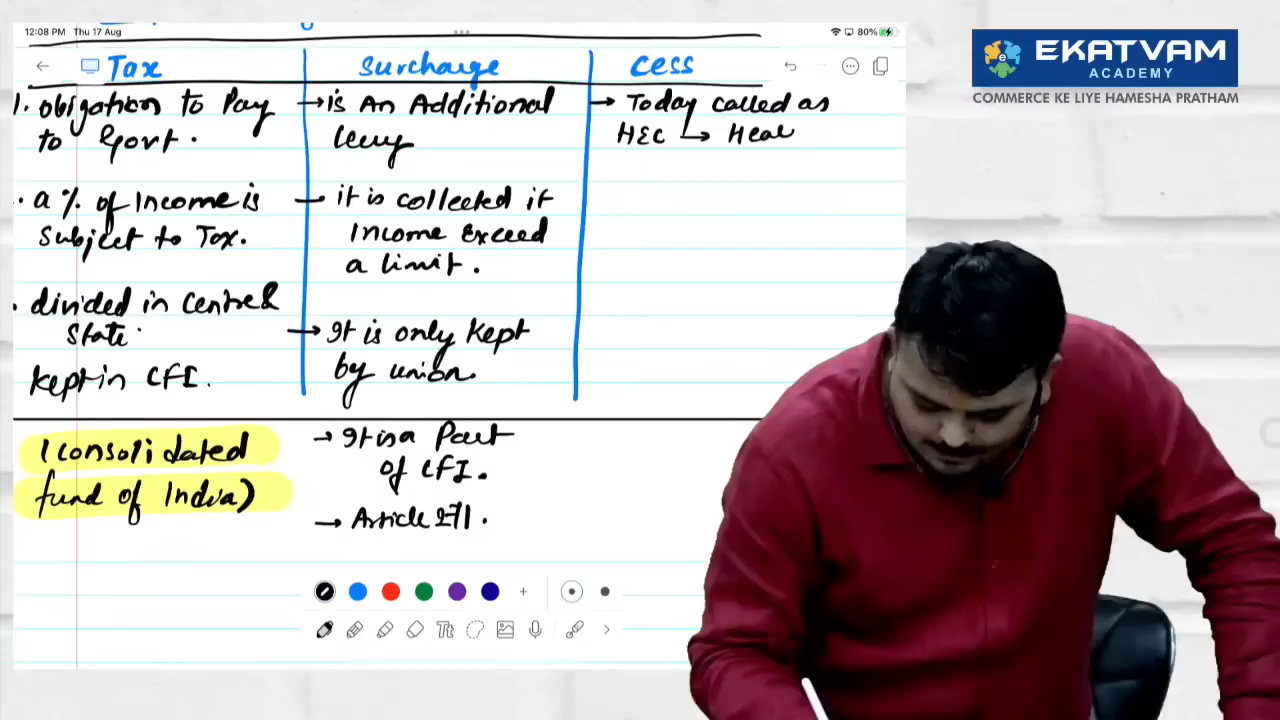 12:08 PM Thu 17 Aug
80%
Tax
1. obligation to Pay
to Govt.
. a % of Income is
Subject to Tax.
. divided in Centre &
State
kept in CFI.
(Consolidated
fund of India)
Surcharge
→ is An Additional
levy
→ it is collected if
Income Exceed
a limit.
→ It is only kept
by union.
→ It is a Part
of CFI.
→ Article 271.
Cess
→ Today called as
HEC → Heal
Tt
EKATVAM
ACADEMY
COMMERCE KE LIYE HAMESHA PRATHAM